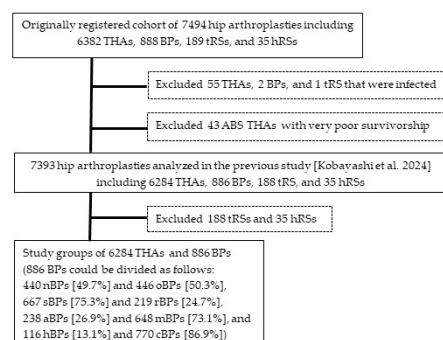 Originally registered cohort of 7494 hip arthroplasties including
6382 THAs, 888 BPs, 189 tRSs, and 35 hRSs
Excluded 55 THAs, 2 BPs, and 1 tRS that were infected
Excluded 43 ABS THAs with very poor survivorship
7393 hip arthroplasties analyzed in the previous study [Kobayashi et al. 2024]
including 6284 THAs, 886 BPs, 188 tRS, and 35 hRSs
Excluded 188 tRSs and 35 hRSs
Study groups of 6284 THAs and 886 BPs
(886 BPs could be divided as follows:
440 nBPs [49.7%] and 446 oBPs [50.3%],
667 sBPs [75.3%] and 219 rBPs [24.7%],
238 aBPs [26.9%] and 648 mBPs [73.1%], and
116 hBPs [13.1%] and 770 cBPs [86.9%])